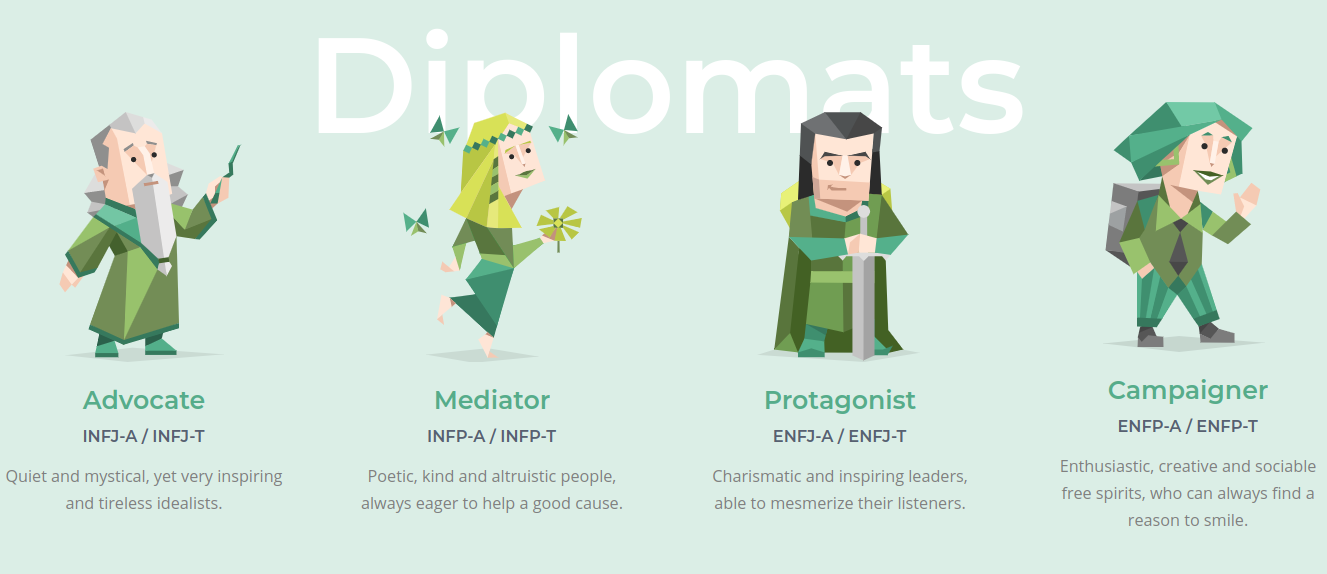 Diplomats
Advocate
INFJ-A / INFJ-T
Quiet and mystical, yet very inspiring
and tireless idealists.
Mediator
INFP-A / INFP-T
Poetic, kind and altruistic people,
always eager to help a good cause.
Protagonist
ENFJ-A / ENFJ-T
Charismatic and inspiring leaders,
able to mesmerize their listeners.
Campaigner
ENFP-A / ENFP-T
Enthusiastic, creative and sociable
free spirits, who can always find a
reason to smile.